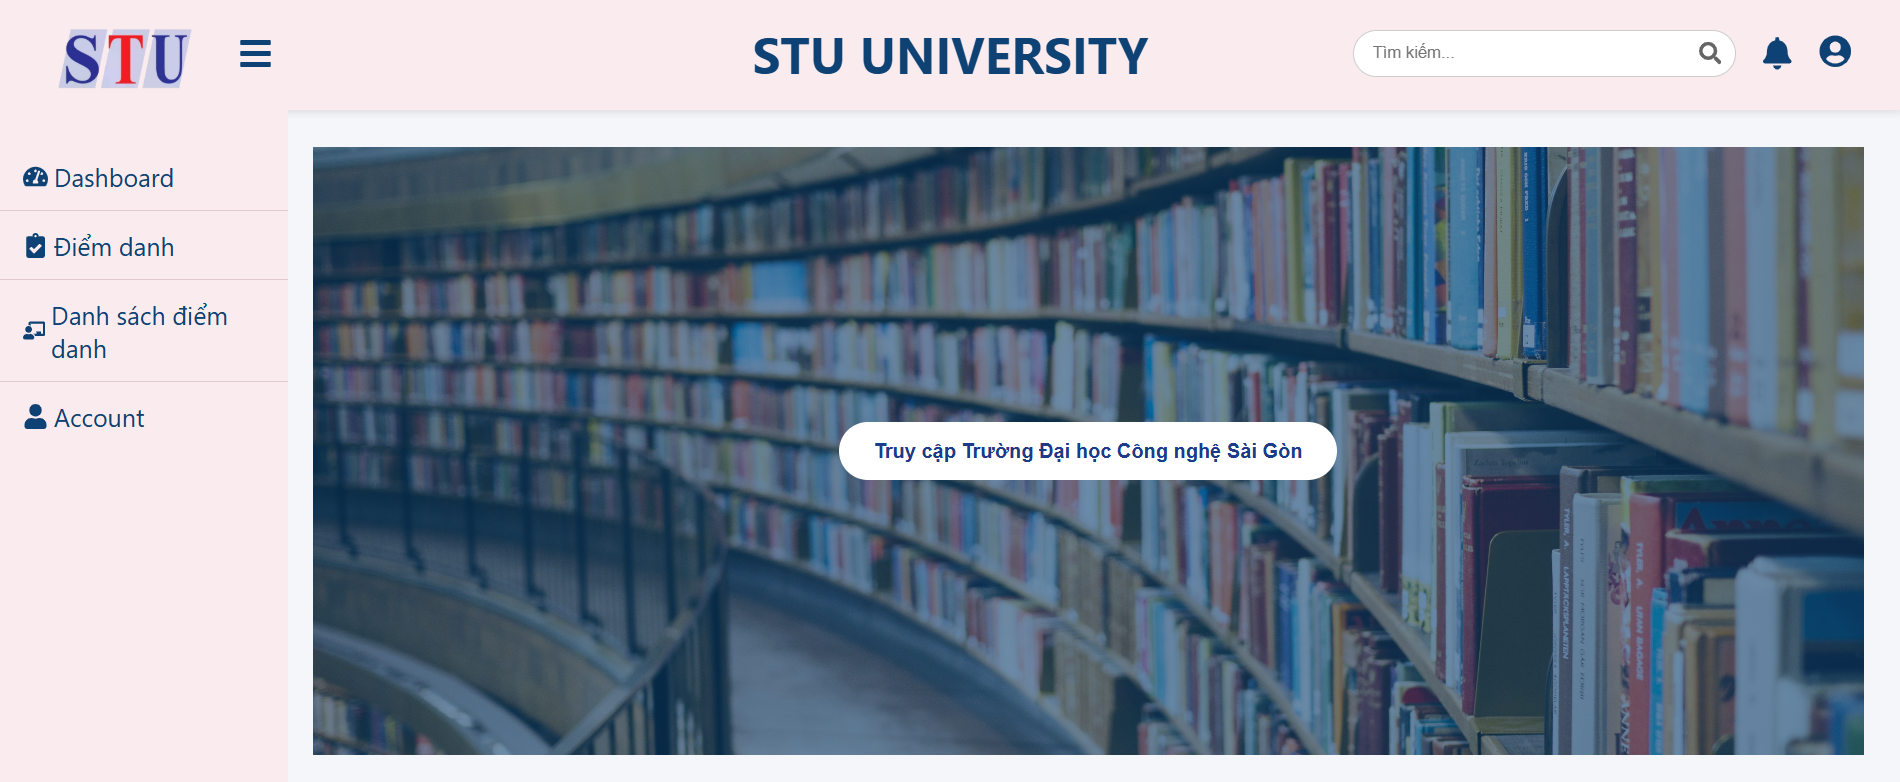 STU
STU UNIVERSITY
Tìm kiếm...
Dashboard
Điểm danh
Danh sách điểm
danh
Account
Truy cập Trường Đại học Công nghệ Sài Gòn